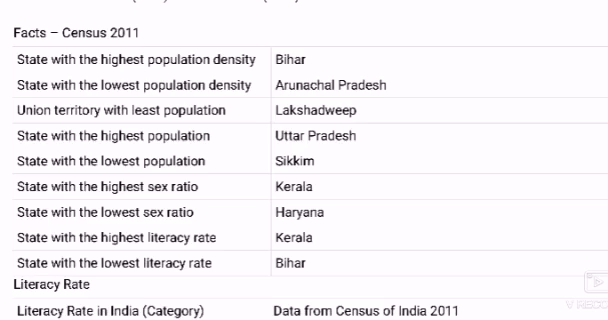 Facts – Census 2011
State with the highest population density Bihar
State with the lowest population density Arunachal Pradesh
Union territory with least population Lakshadweep
State with the highest population Uttar Pradesh
State with the lowest population Sikkim
State with the highest sex ratio Kerala
State with the lowest sex ratio Haryana
State with the highest literacy rate Kerala
State with the lowest literacy rate Bihar
Literacy Rate
Literacy Rate in India (Category) Data from Census of India 2011